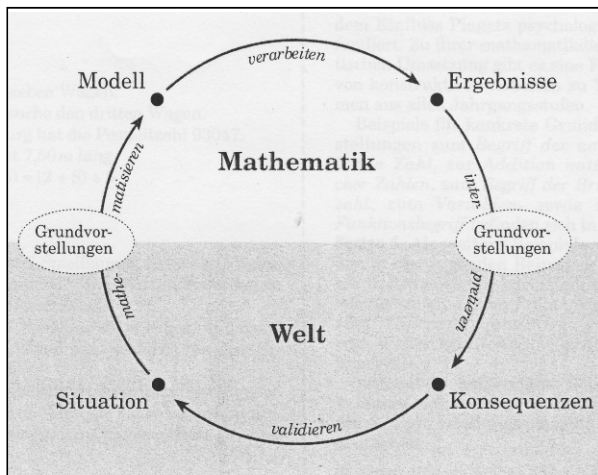 verarbeiten
Modell
Ergebnisse
Mathematik
mathe-
matisieren
inter-
pretieren
Grundvor-
stellungen
Grundvor-
stellungen
Welt
Situation
Konsequenzen
validieren